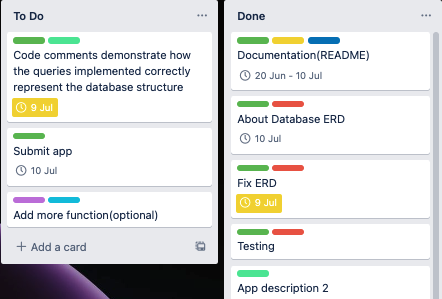 To Do
Code comments demonstrate how
the queries implemented correctly
represent the database structure
9 Jul
Submit app
10 Jul
Add more function(optional)
Add a card
Done
Documentation(README)
20 Jun - 10 Jul
About Database ERD
10 Jul
Fix ERD
9 Jul
Testing
App description 2